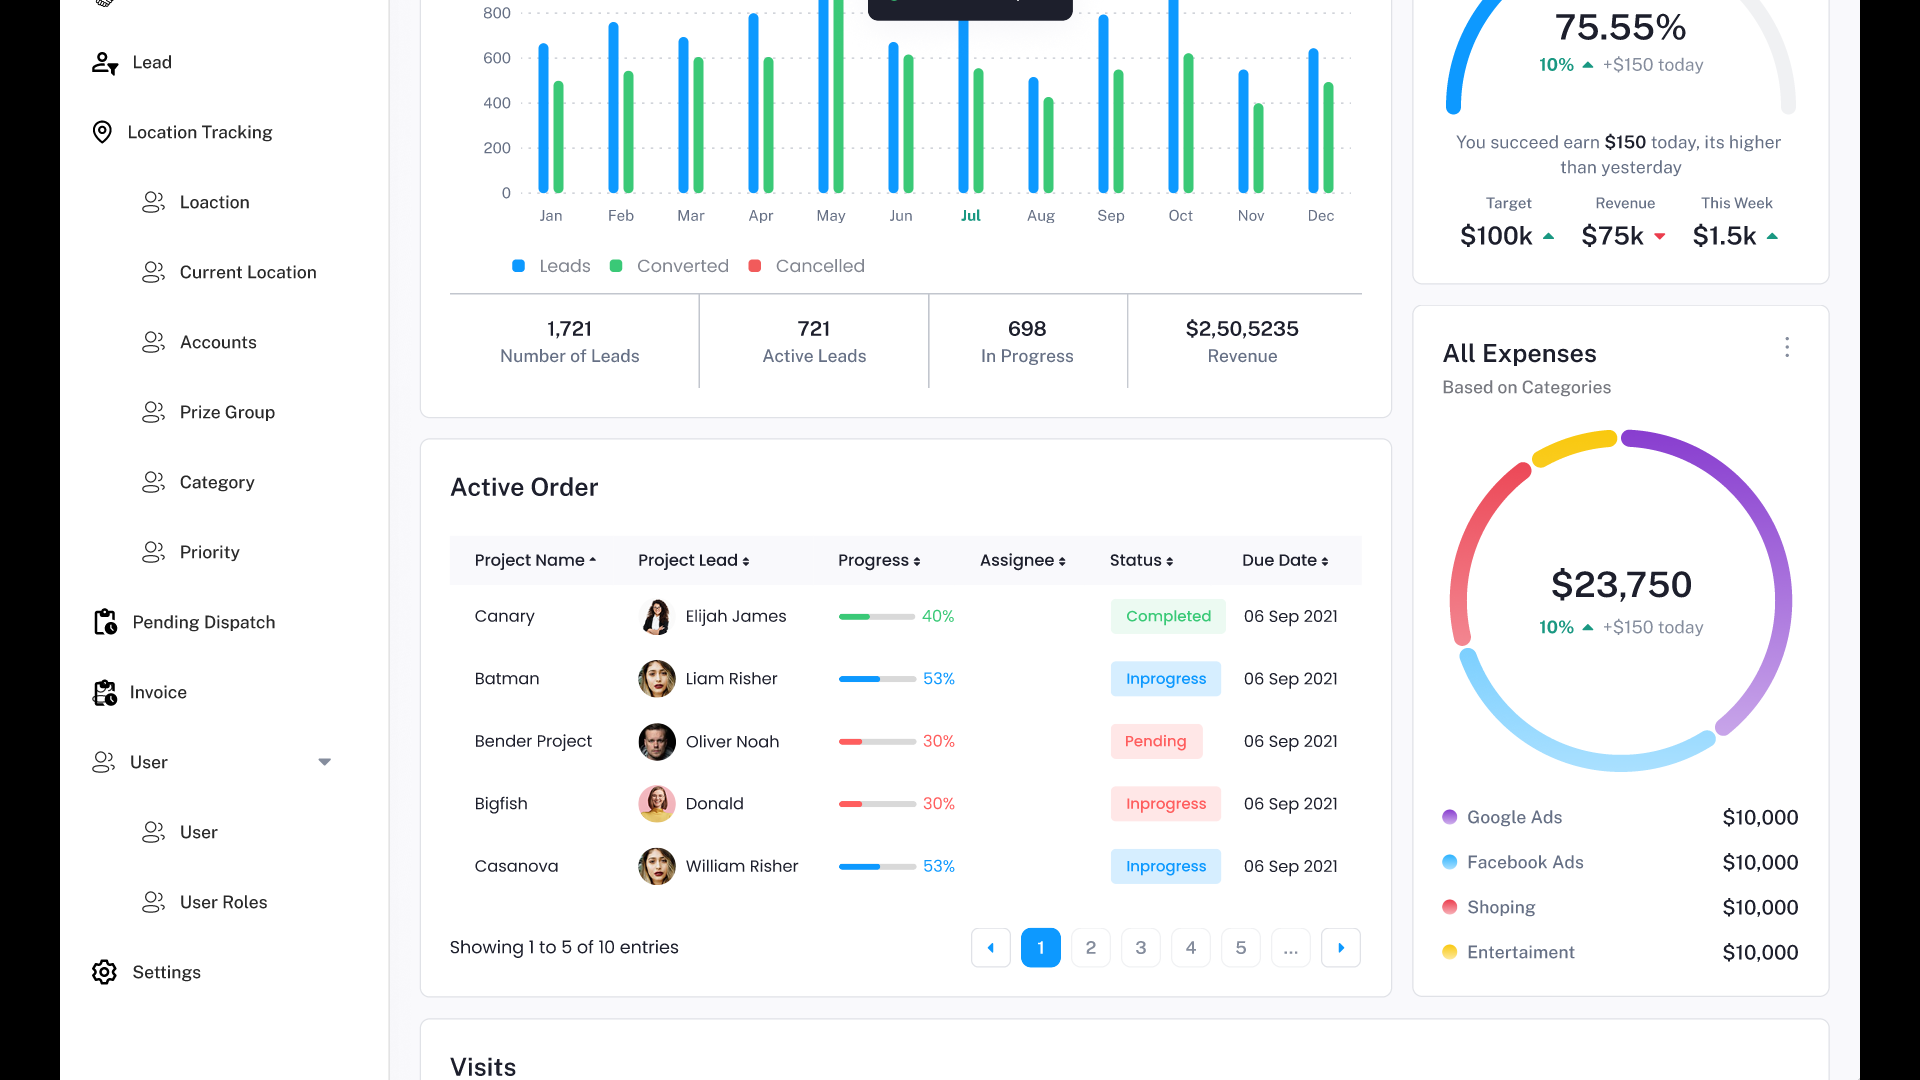 Lead
Location Tracking
Loaction
Current Location
Accounts
Prize Group
Category
Priority
Pending Dispatch
Invoice
User
User
User Roles
Settings
800
600
400
200
0
Jan Feb Mar Apr May Jun Jul Aug Sep Oct Nov Dec
Leads Converted Cancelled
1,721 721 698 $2,50,5235
Number of Leads Active Leads In Progress Revenue
Active Order
Project Name Project Lead Progress Assignee Status Due Date
Canary Elijah James 40% Completed 06 Sep 2021
Batman Liam Risher 53% Inprogress 06 Sep 2021
Bender Project Oliver Noah 30% Pending 06 Sep 2021
Bigfish Donald 30% Inprogress 06 Sep 2021
Casanova William Risher 53% Inprogress 06 Sep 2021
Showing 1 to 5 of 10 entries 1 2 3 4 5 ...
Visits
75.55%
10% +$150 today
You succeed earn $150 today, its higher
than yesterday
Target Revenue This Week
$100k $75k $1.5k
All Expenses
Based on Categories
$23,750
10% +$150 today
Google Ads $10,000
Facebook Ads $10,000
Shoping $10,000
Entertaiment $10,000